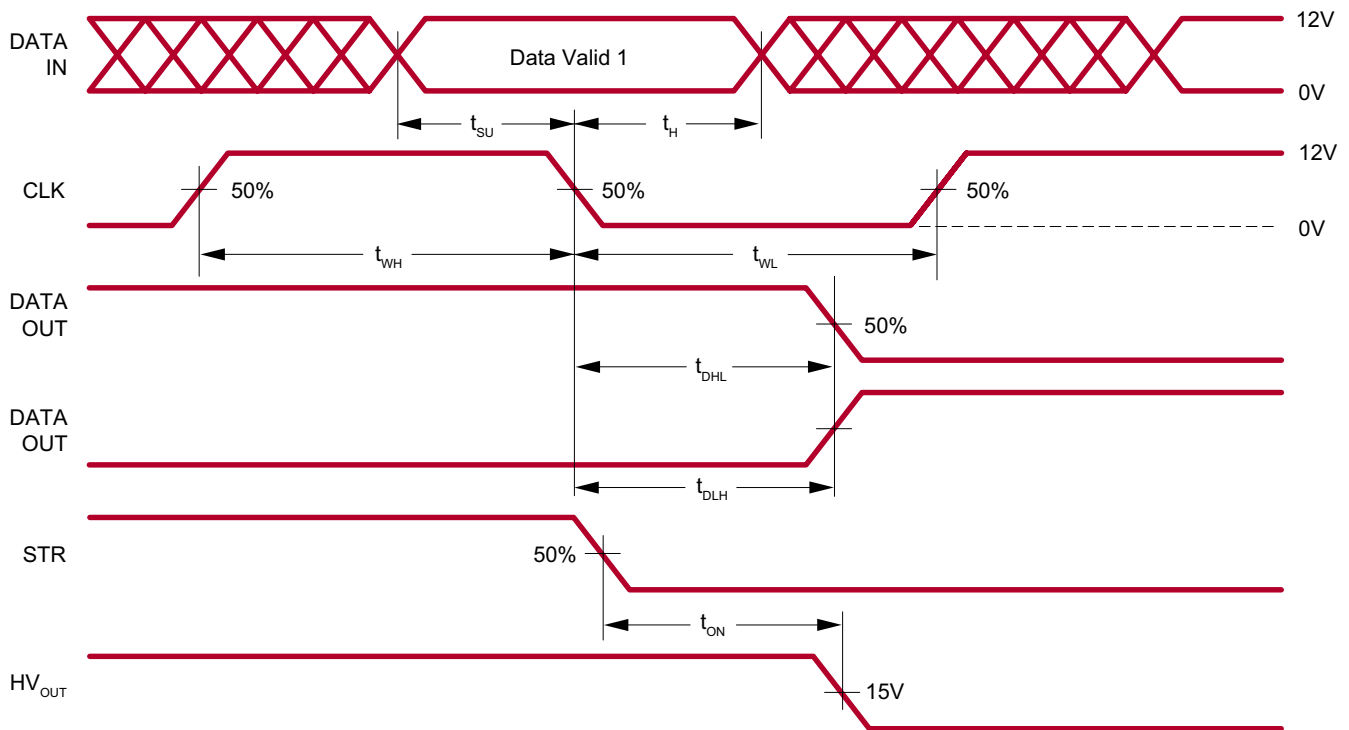 DATA
IN
Data Valid 1
12V
0V
tSU
tH
CLK
50%
50%
50%
12V
0V
tWH
tWL
DATA
OUT
50%
tDHL
DATA
OUT
tDLH
STR
50%
tON
HVOUT
15V